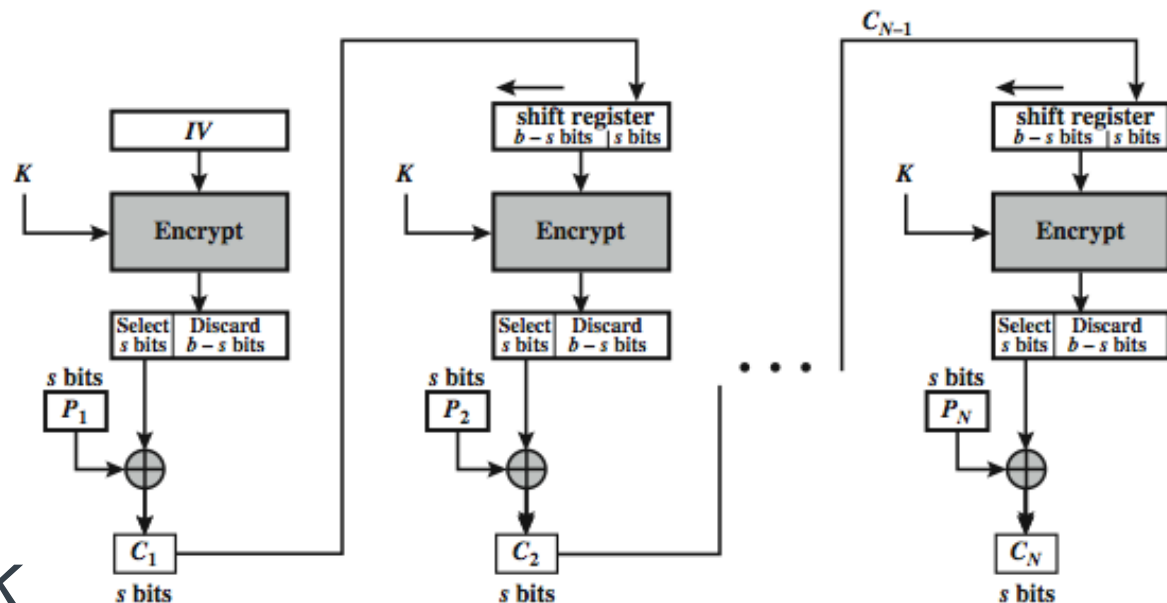 C_{N-1}
IV
shift register
b – s bits | s bits
shift register
b – s bits | s bits
K
K
K
Encrypt
Encrypt
Encrypt
Select
s bits
Discard
b – s bits
Select
s bits
Discard
b – s bits
Select
s bits
Discard
b – s bits
s bits
P_1
s bits
P_2
• • •
s bits
P_N
C_1
s bits
C_2
s bits
C_N
s bits
K